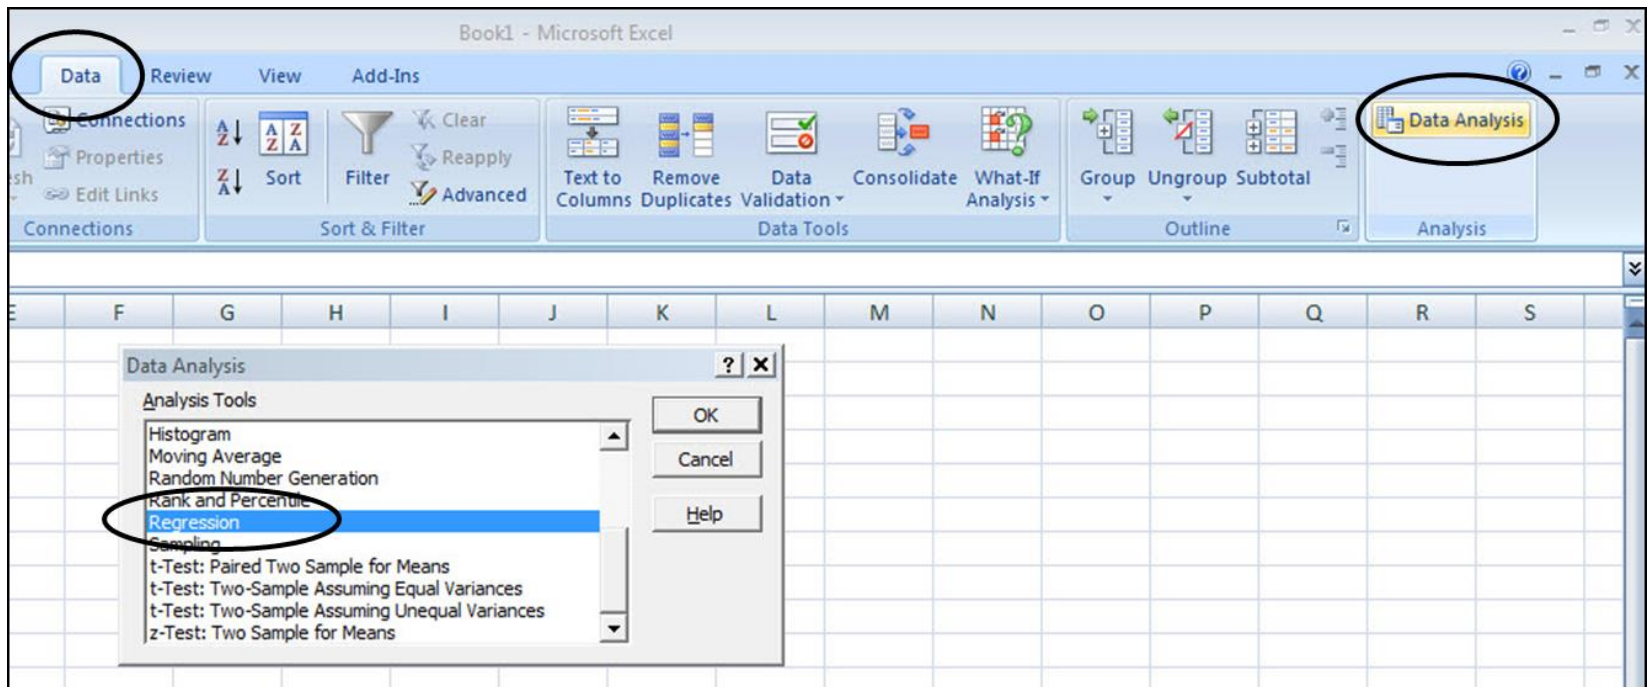 Book1 - Microsoft Excel
Data Review View Add-Ins
Connections
Properties
Edit Links
Connections
A Z
Z A
A Z Z A
Sort
Filter
Clear
Reapply
Advanced
Sort & Filter
Text to Columns
Remove Duplicates
Data Validation
Consolidate
What-If Analysis
Data Tools
Group
Ungroup
Subtotal
Outline
Data Analysis
Analysis
E F G H I J K L M N O P Q R S
Data Analysis
Analysis Tools
Histogram
Moving Average
Random Number Generation
Rank and Percentile
Regression
Sampling
t-Test: Paired Two Sample for Means
t-Test: Two-Sample Assuming Equal Variances
t-Test: Two-Sample Assuming Unequal Variances
z-Test: Two Sample for Means
OK
Cancel
Help